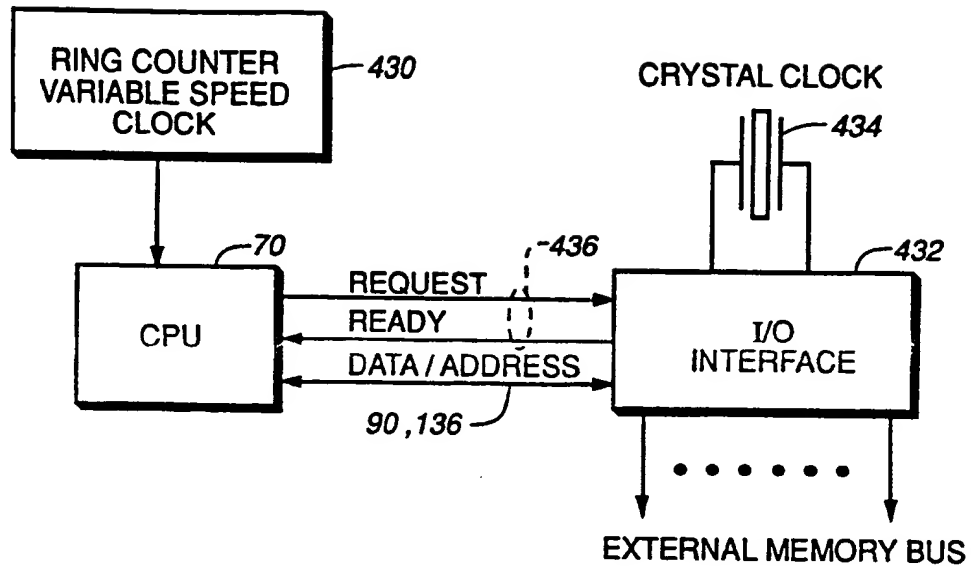 RING COUNTER
VARIABLE SPEED
CLOCK
430
CRYSTAL CLOCK
434
70
436
432
REQUEST
CPU
READY
I/O
INTERFACE
DATA / ADDRESS
90, 136
EXTERNAL MEMORY BUS